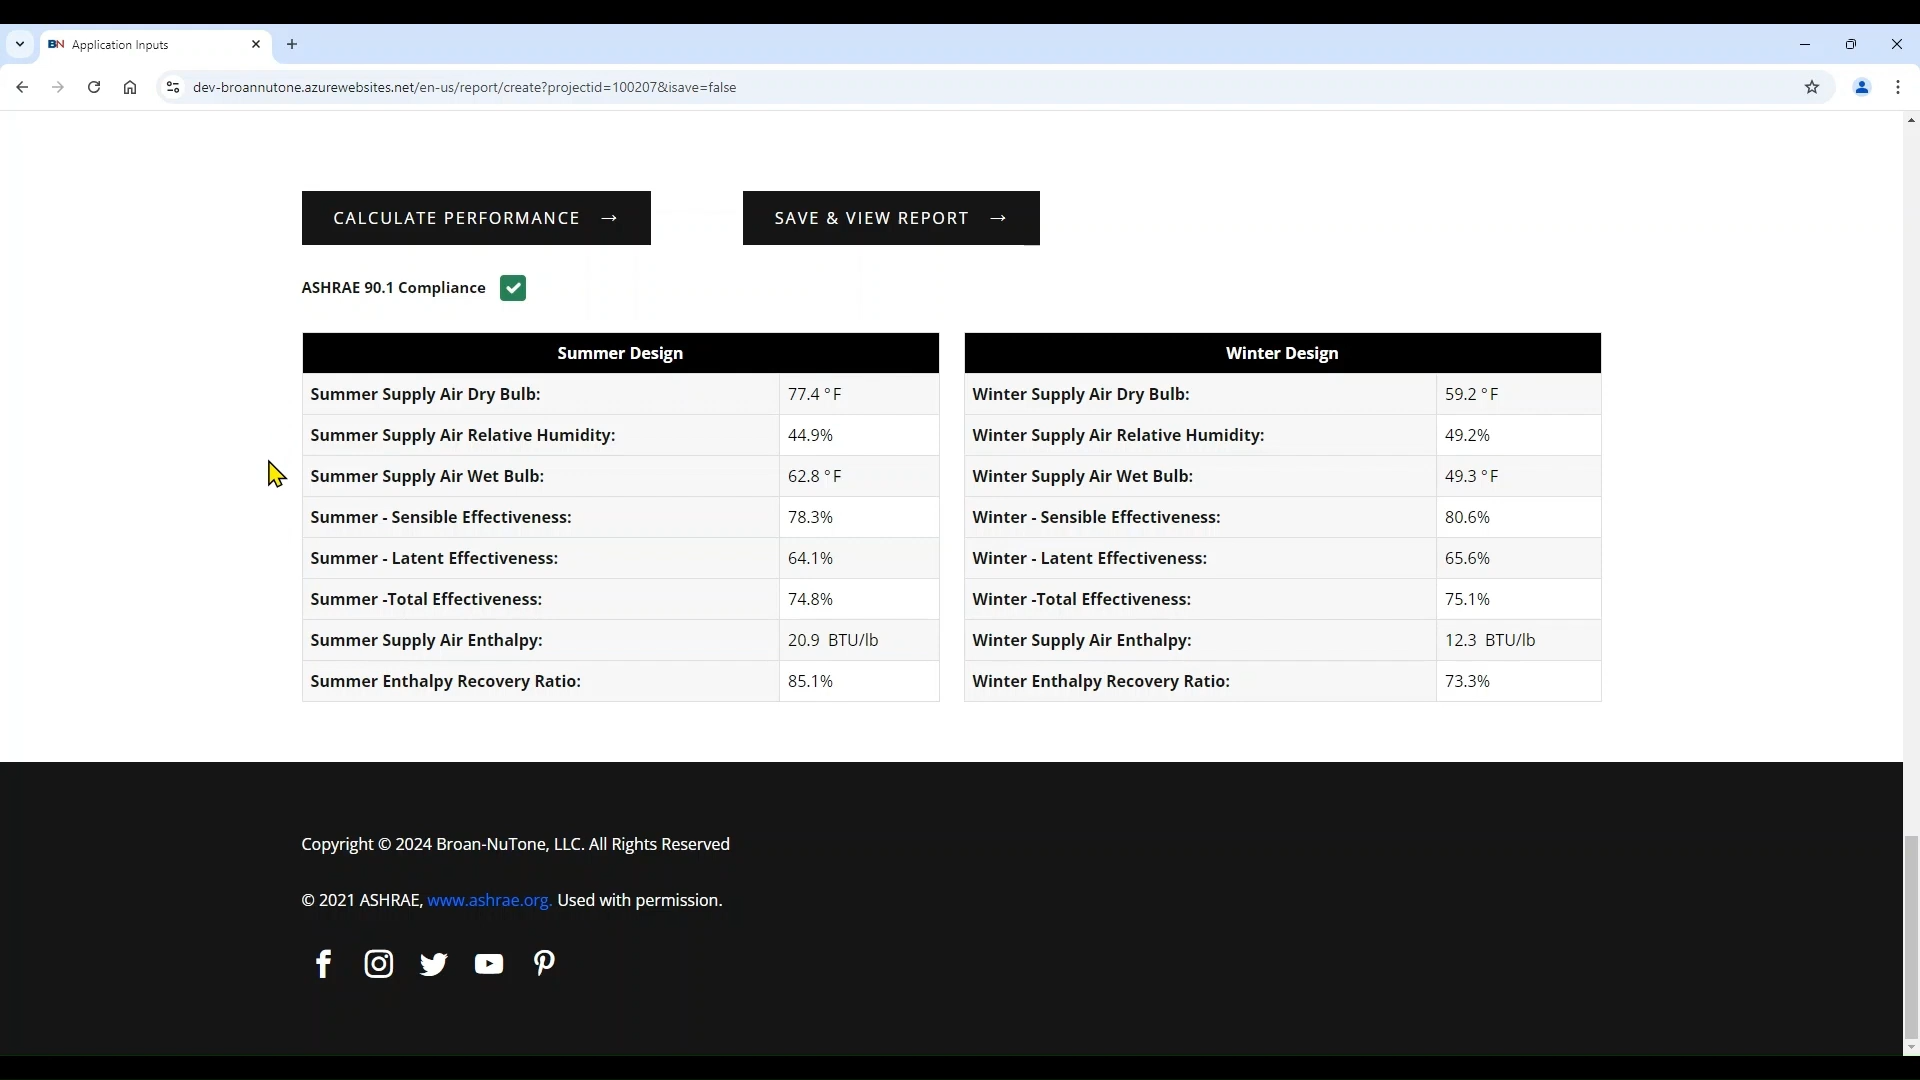 BN Application Inputs
dev-broannutone.azurewebsites.net/en-us/report/create?projectid=100207&isave=false
CALCULATE PERFORMANCE →
SAVE & VIEW REPORT →
ASHRAE 90.1 Compliance
Summer Design
Summer Supply Air Dry Bulb: 77.4 °F
Summer Supply Air Relative Humidity: 44.9%
Summer Supply Air Wet Bulb: 62.8 °F
Summer - Sensible Effectiveness: 78.3%
Summer - Latent Effectiveness: 64.1%
Summer -Total Effectiveness: 74.8%
Summer Supply Air Enthalpy: 20.9 BTU/lb
Summer Enthalpy Recovery Ratio: 85.1%
Winter Design
Winter Supply Air Dry Bulb: 59.2 °F
Winter Supply Air Relative Humidity: 49.2%
Winter Supply Air Wet Bulb: 49.3 °F
Winter - Sensible Effectiveness: 80.6%
Winter - Latent Effectiveness: 65.6%
Winter -Total Effectiveness: 75.1%
Winter Supply Air Enthalpy: 12.3 BTU/lb
Winter Enthalpy Recovery Ratio: 73.3%
Copyright © 2024 Broan-NuTone, LLC. All Rights Reserved
© 2021 ASHRAE, www.ashrae.org. Used with permission.